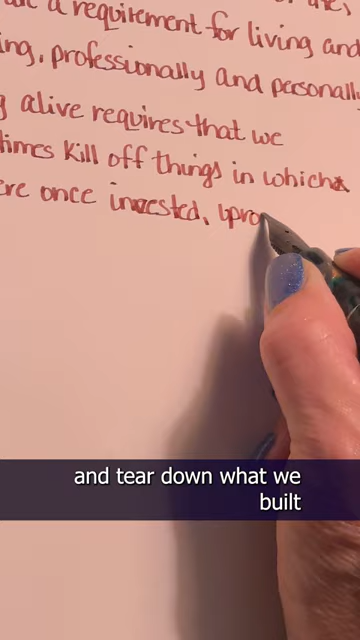 a requirement for living and
ing, professionally and personally
g alive requires that we
times kill off things in which
ere once invested, upro
and tear down what we
built